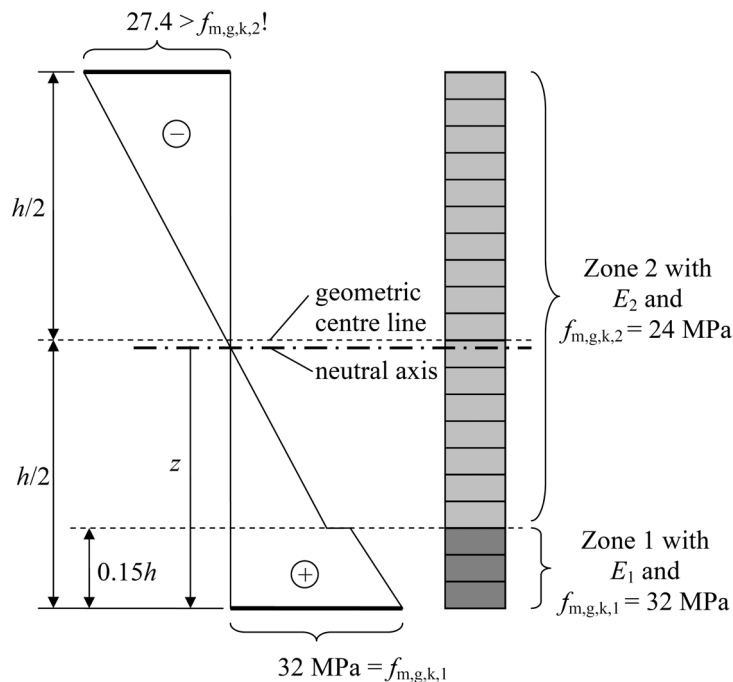 27.4 > fm,g,k,2!
−
h/2
geometric
centre line
neutral axis
Zone 2 with
E2 and
fm,g,k,2 = 24 MPa
h/2
z
0.15h
+
Zone 1 with
E1 and
fm,g,k,1 = 32 MPa
32 MPa = fm,g,k,1